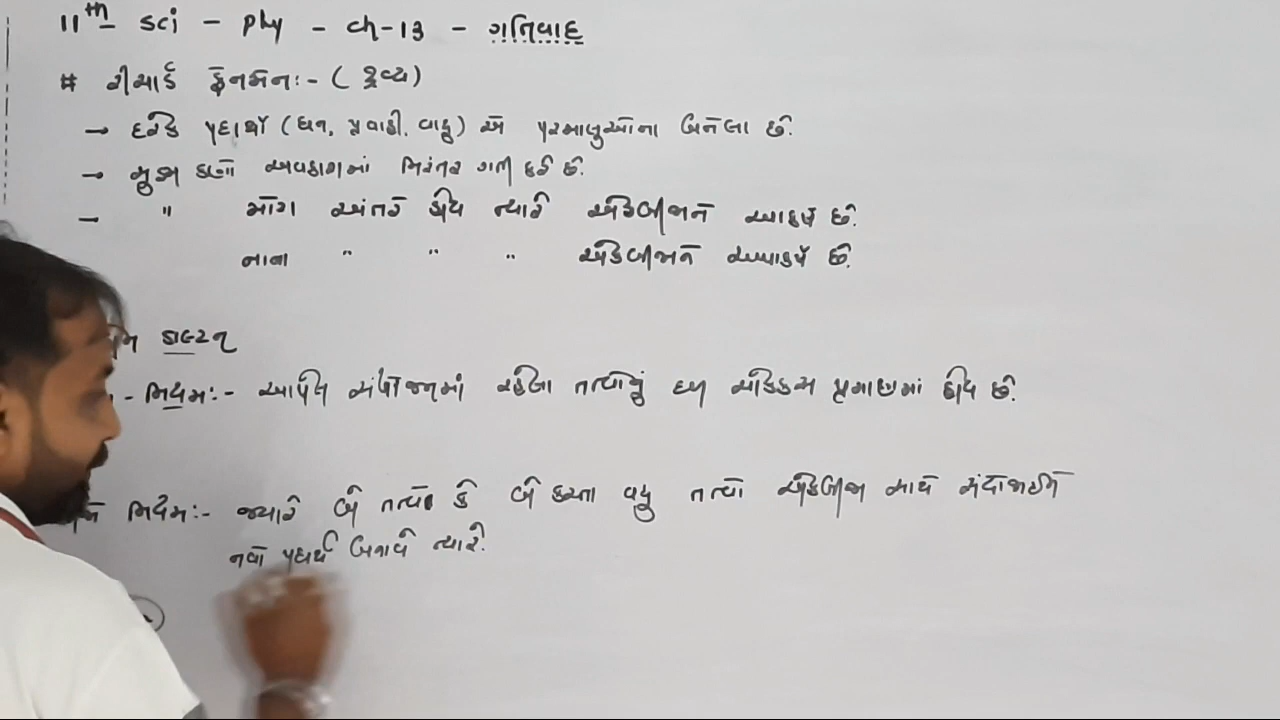 11th sci - phy - ch-13 - ગતિવાદ
# રીચાર્ડ ફેનમેન:- ( દ્રવ્ય )
→ દરેક પદાર્થો (ઘન, પ્રવાહી, વાયુ) એ પરમાણુઓના બનેલા છે.
→ સૂક્ષ્મ કણો અવકાશમાં નિરંતર ગતી કરે છે.
→ " મોટા અંતરે હોય ત્યારે એકબીજાને આકર્ષે છે.
નાના " " " એકબીજાને અપાકર્ષે છે.
ડાલ્ટન
- નિયમ:- આપેલ સંયોજનમાં રહેલા તત્વોનું દળ ચોક્કસ પ્રમાણમાં હોય છે.
નિયમ:- જ્યારે બે તત્વો કે બે કરતા વધુ તત્વો એકબીજા સાથે સંયોજાઈને
નવો પદાર્થ બનાવે ત્યારે.